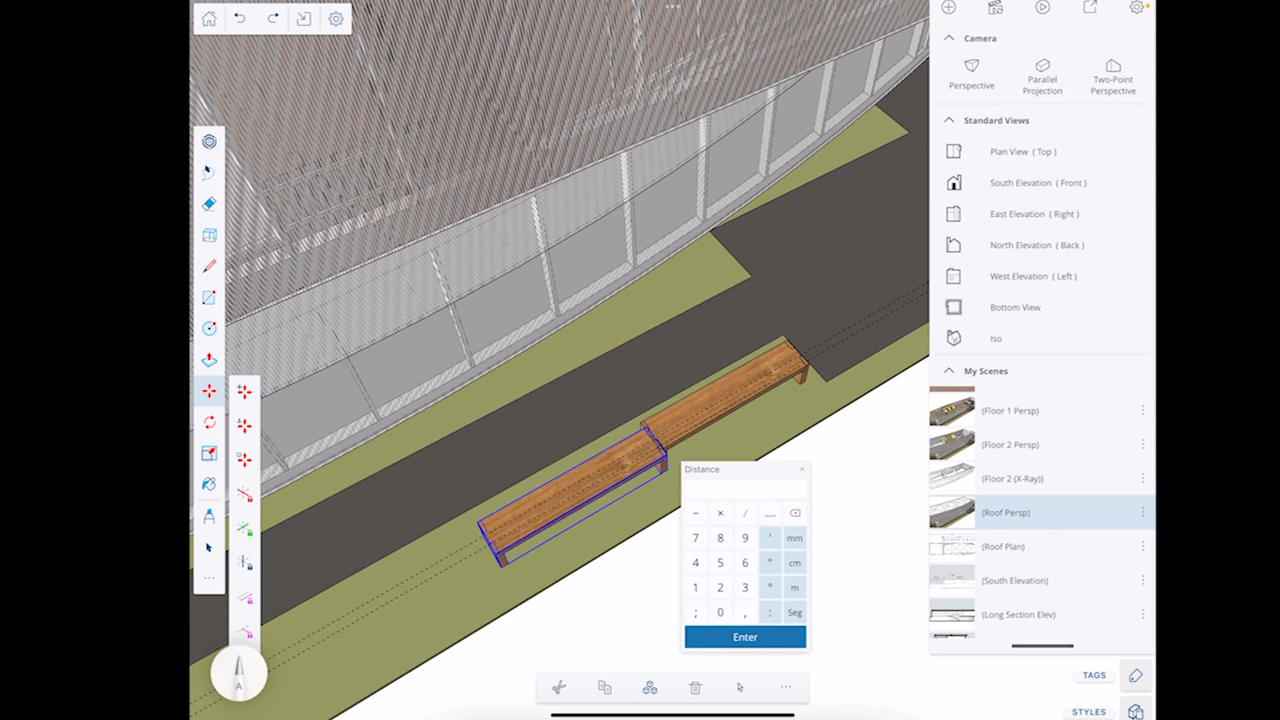 Camera
Perspective
Parallel Projection
Two-Point Perspective
Standard Views
Plan View ( Top )
South Elevation ( Front )
East Elevation ( Right )
North Elevation ( Back )
West Elevation ( Left )
Bottom View
Iso
My Scenes
(Floor 1 Persp)
(Floor 2 Persp)
(Floor 2 (X-Ray))
(Roof Persp)
(Roof Plan)
(South Elevation)
(Long Section Elev)
TAGS
STYLES
Distance ×
− × /
7 8 9 ' mm
4 5 6 " cm
1 2 3 ° m
; 0 , : Seg
Enter
A